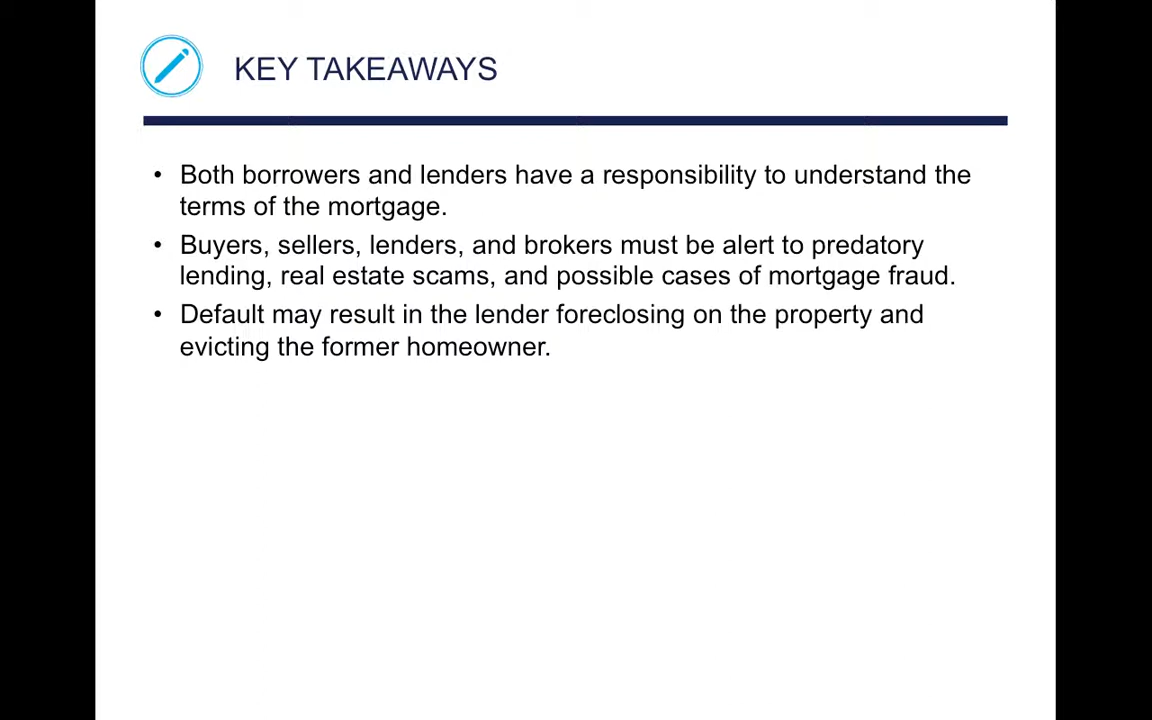 KEY TAKEAWAYS
• Both borrowers and lenders have a responsibility to understand the
terms of the mortgage.
• Buyers, sellers, lenders, and brokers must be alert to predatory
lending, real estate scams, and possible cases of mortgage fraud.
• Default may result in the lender foreclosing on the property and
evicting the former homeowner.